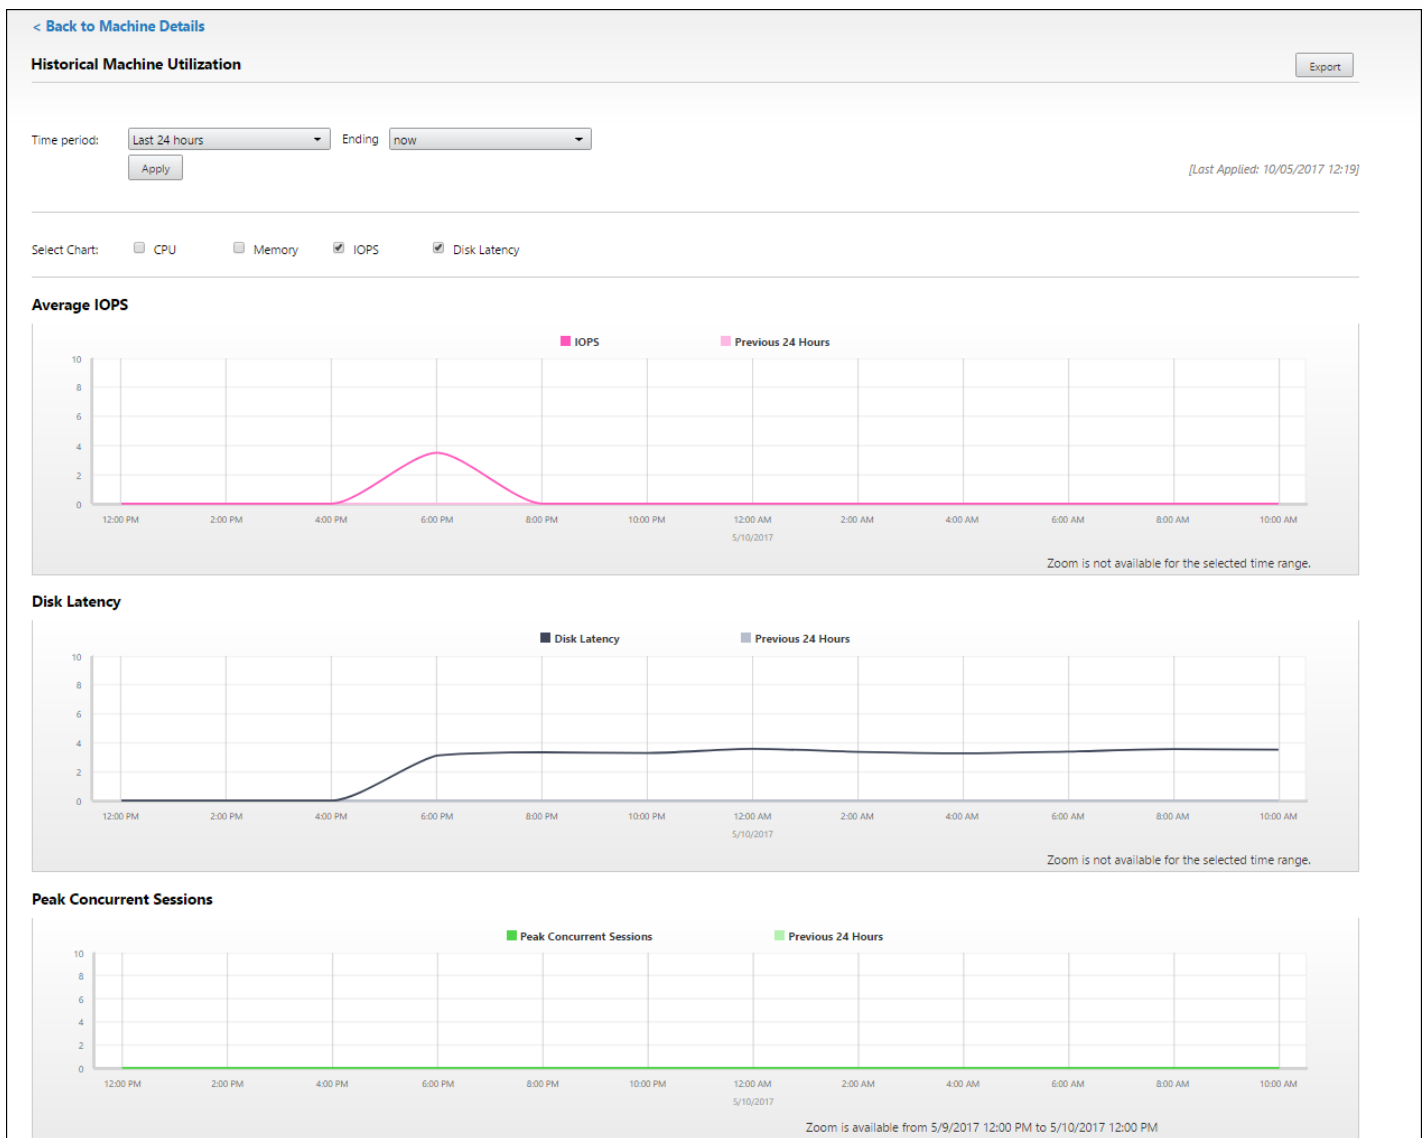 < Back to Machine Details
Historical Machine Utilization
Export
Time period: Last 24 hours Ending now
Apply
[Last Applied: 10/05/2017 12:19]
Select Chart: CPU Memory IOPS Disk Latency
Average IOPS
IOPS Previous 24 Hours
10
8
6
4
2
0
12:00 PM 2:00 PM 4:00 PM 6:00 PM 8:00 PM 10:00 PM 12:00 AM 2:00 AM 4:00 AM 6:00 AM 8:00 AM 10:00 AM
5/10/2017
Zoom is not available for the selected time range.
Disk Latency
Disk Latency Previous 24 Hours
10
8
6
4
2
0
12:00 PM 2:00 PM 4:00 PM 6:00 PM 8:00 PM 10:00 PM 12:00 AM 2:00 AM 4:00 AM 6:00 AM 8:00 AM 10:00 AM
5/10/2017
Zoom is not available for the selected time range.
Peak Concurrent Sessions
Peak Concurrent Sessions Previous 24 Hours
10
8
6
4
2
0
12:00 PM 2:00 PM 4:00 PM 6:00 PM 8:00 PM 10:00 PM 12:00 AM 2:00 AM 4:00 AM 6:00 AM 8:00 AM 10:00 AM
5/10/2017
Zoom is available from 5/9/2017 12:00 PM to 5/10/2017 12:00 PM